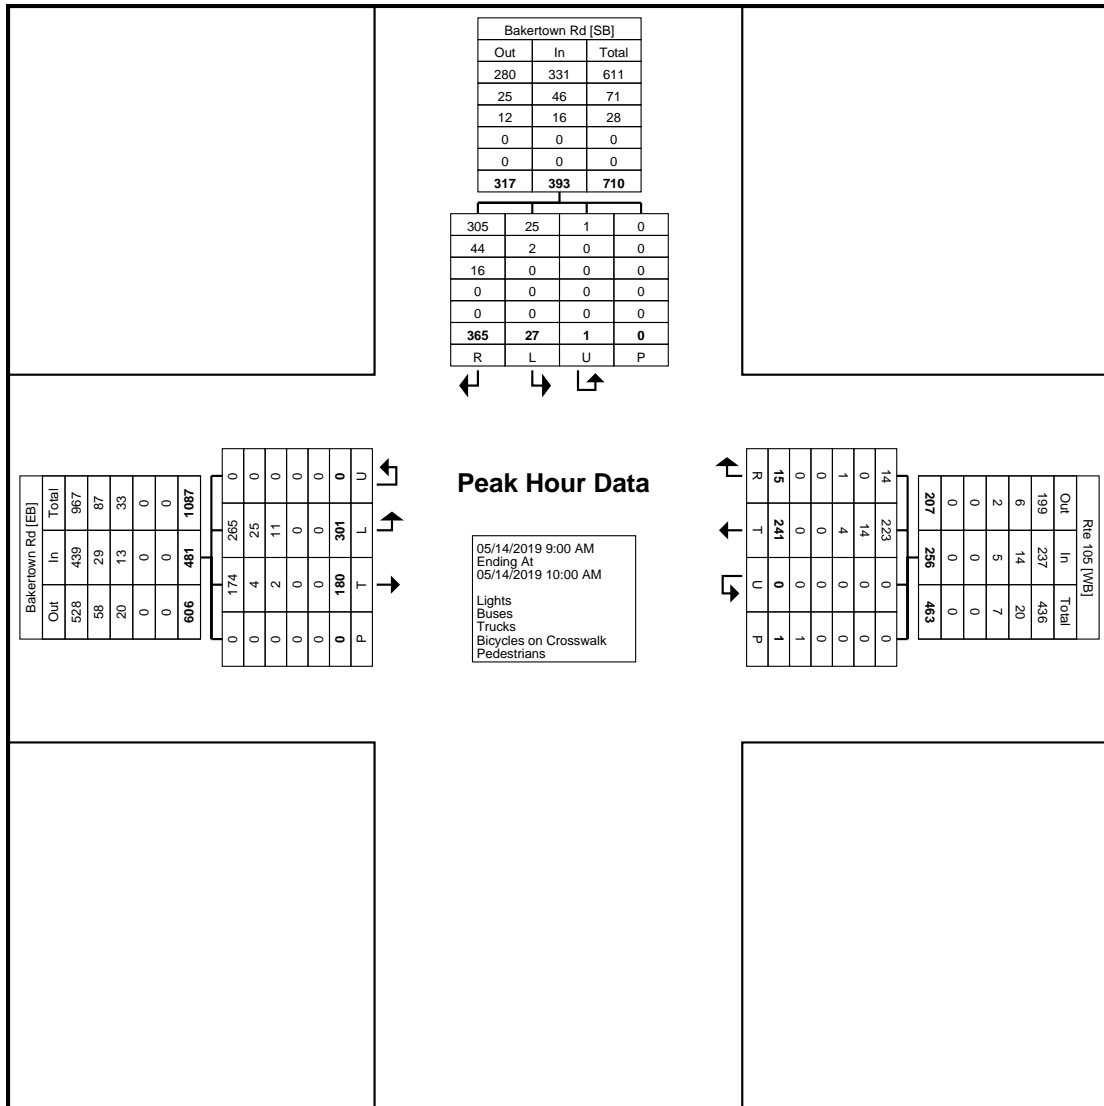 Bakertown Rd [SB]
Out In Total
280 331 611
25 46 71
12 16 28
0 0 0
0 0 0
317 393 710
305 25 1 0
44 2 0 0
16 0 0 0
0 0 0 0
0 0 0 0
365 27 1 0
R L U P
Bakertown Rd [EB]
Total In Out
967 439 528
87 29 58
33 13 20
0 0 0
0 0 0
1087 481 606
0 265 174 0
0 25 4 0
0 11 2 0
0 0 0 0
0 0 0 0
0 301 180 0
U L T P
Peak Hour Data
05/14/2019 9:00 AM
Ending At
05/14/2019 10:00 AM
Lights
Buses
Trucks
Bicycles on Crosswalk
Pedestrians
R T U P
15 241 0 1
0 0 0 1
0 0 0 0
1 4 0 0
0 14 0 0
14 223 0 0
Rte 105 [WB]
Out In Total
199 237 436
6 14 20
2 5 7
0 0 0
0 0 0
207 256 463